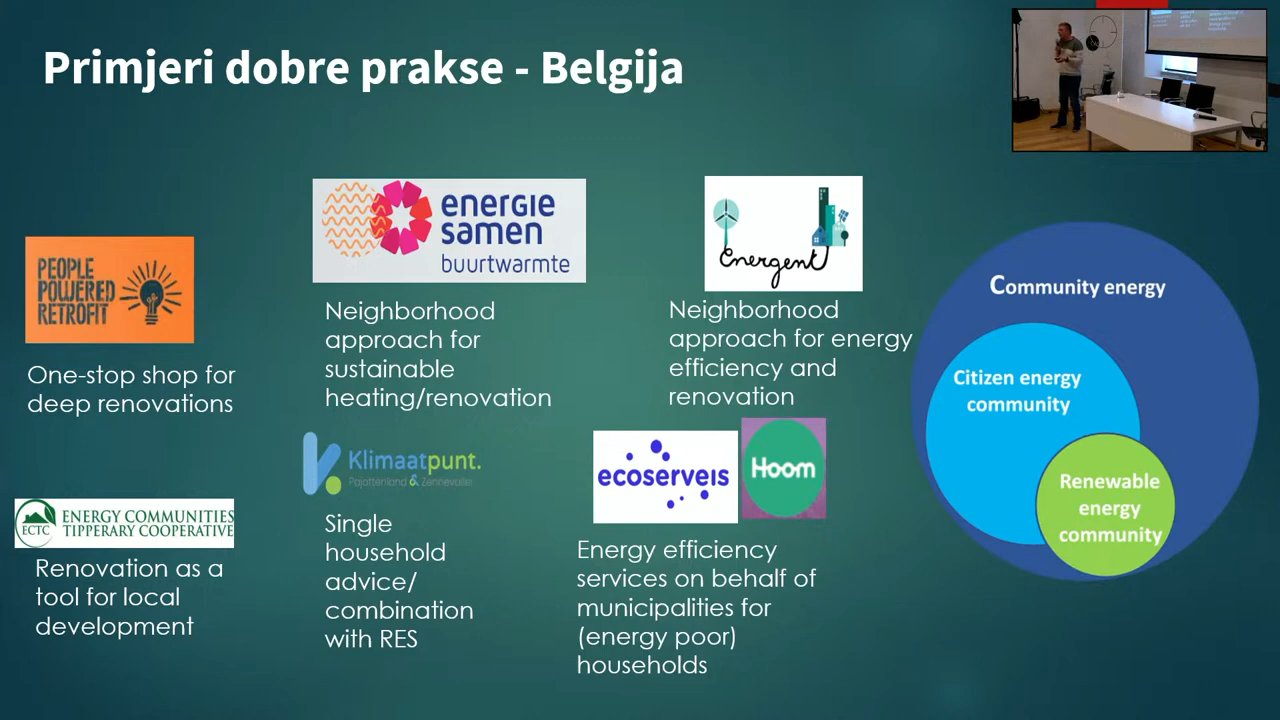 Primjeri dobre prakse - Belgija
PEOPLE
POWERED
RETROFIT
One-stop shop for
deep renovations
ECTC
ENERGY COMMUNITIES
TIPPERARY COOPERATIVE
Renovation as a
tool for local
development
energie
samen
buurtwarmte
Neighborhood
approach for
sustainable
heating/renovation
Klimaatpunt.
Pajottenland & Zennevallei
Single
household
advice/
combination
with RES
Energent
Neighborhood
approach for energy
efficiency and
renovation
ecoserveis
Hoom
Energy efficiency
services on behalf of
municipalities for
(energy poor)
households
Community energy
Citizen energy
community
Renewable
energy
community